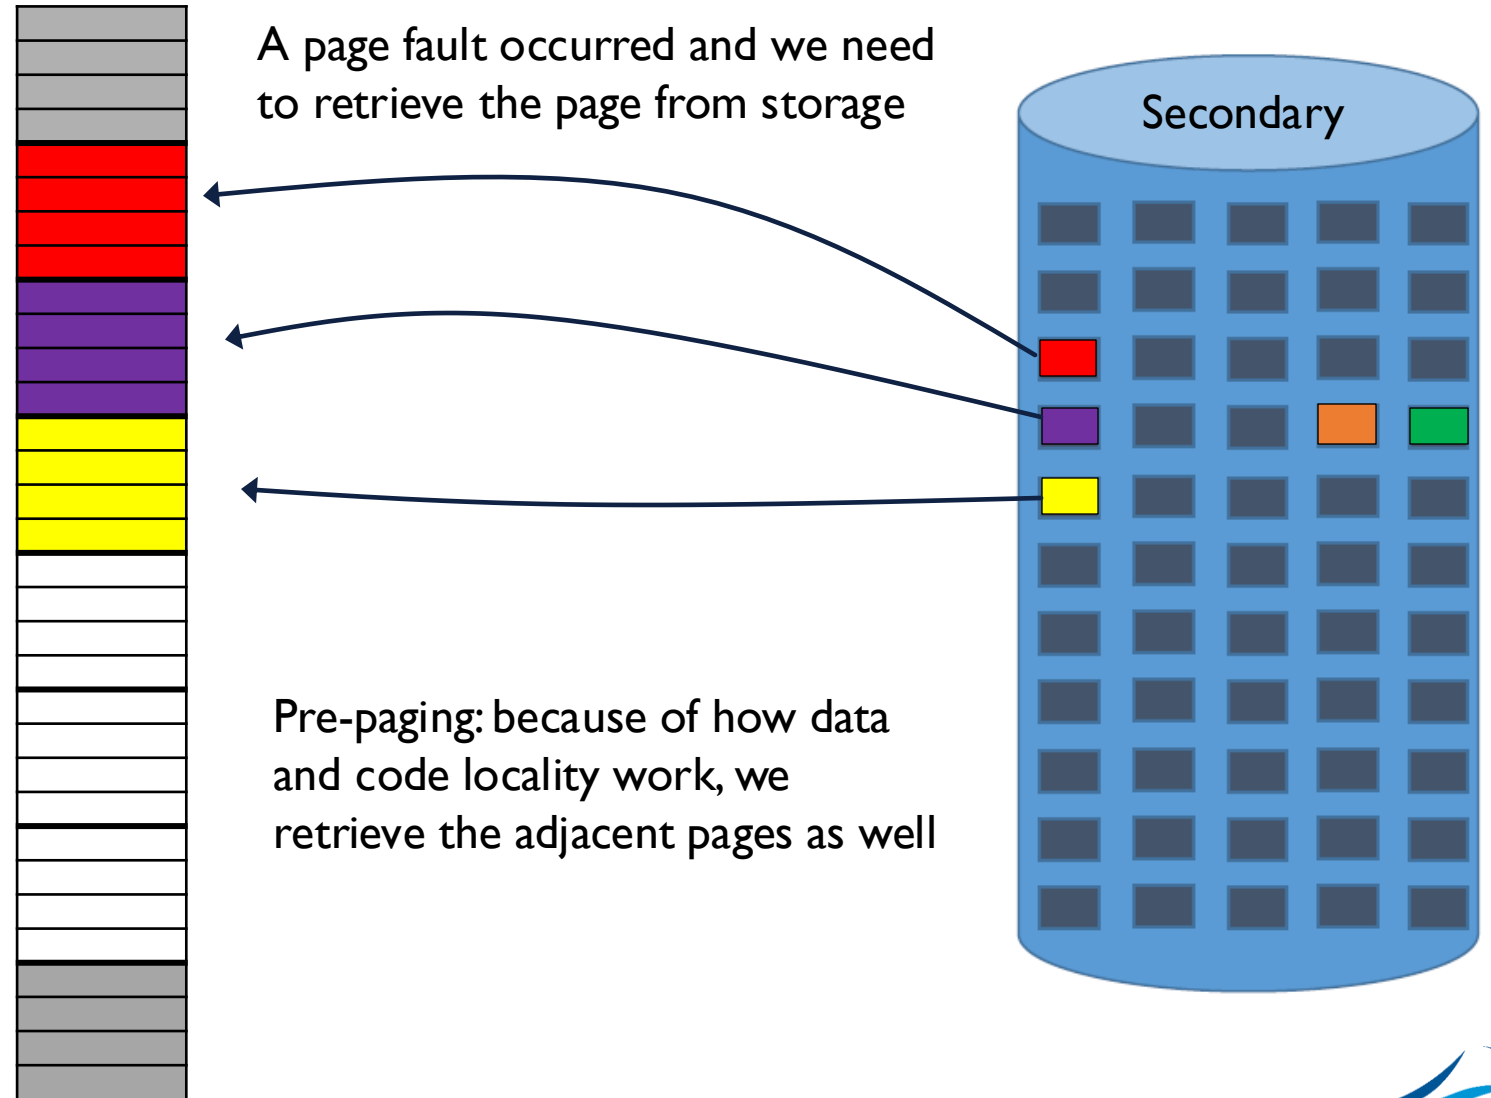 A page fault occurred and we need
to retrieve the page from storage
Secondary
Pre-paging: because of how data
and code locality work, we
retrieve the adjacent pages as well